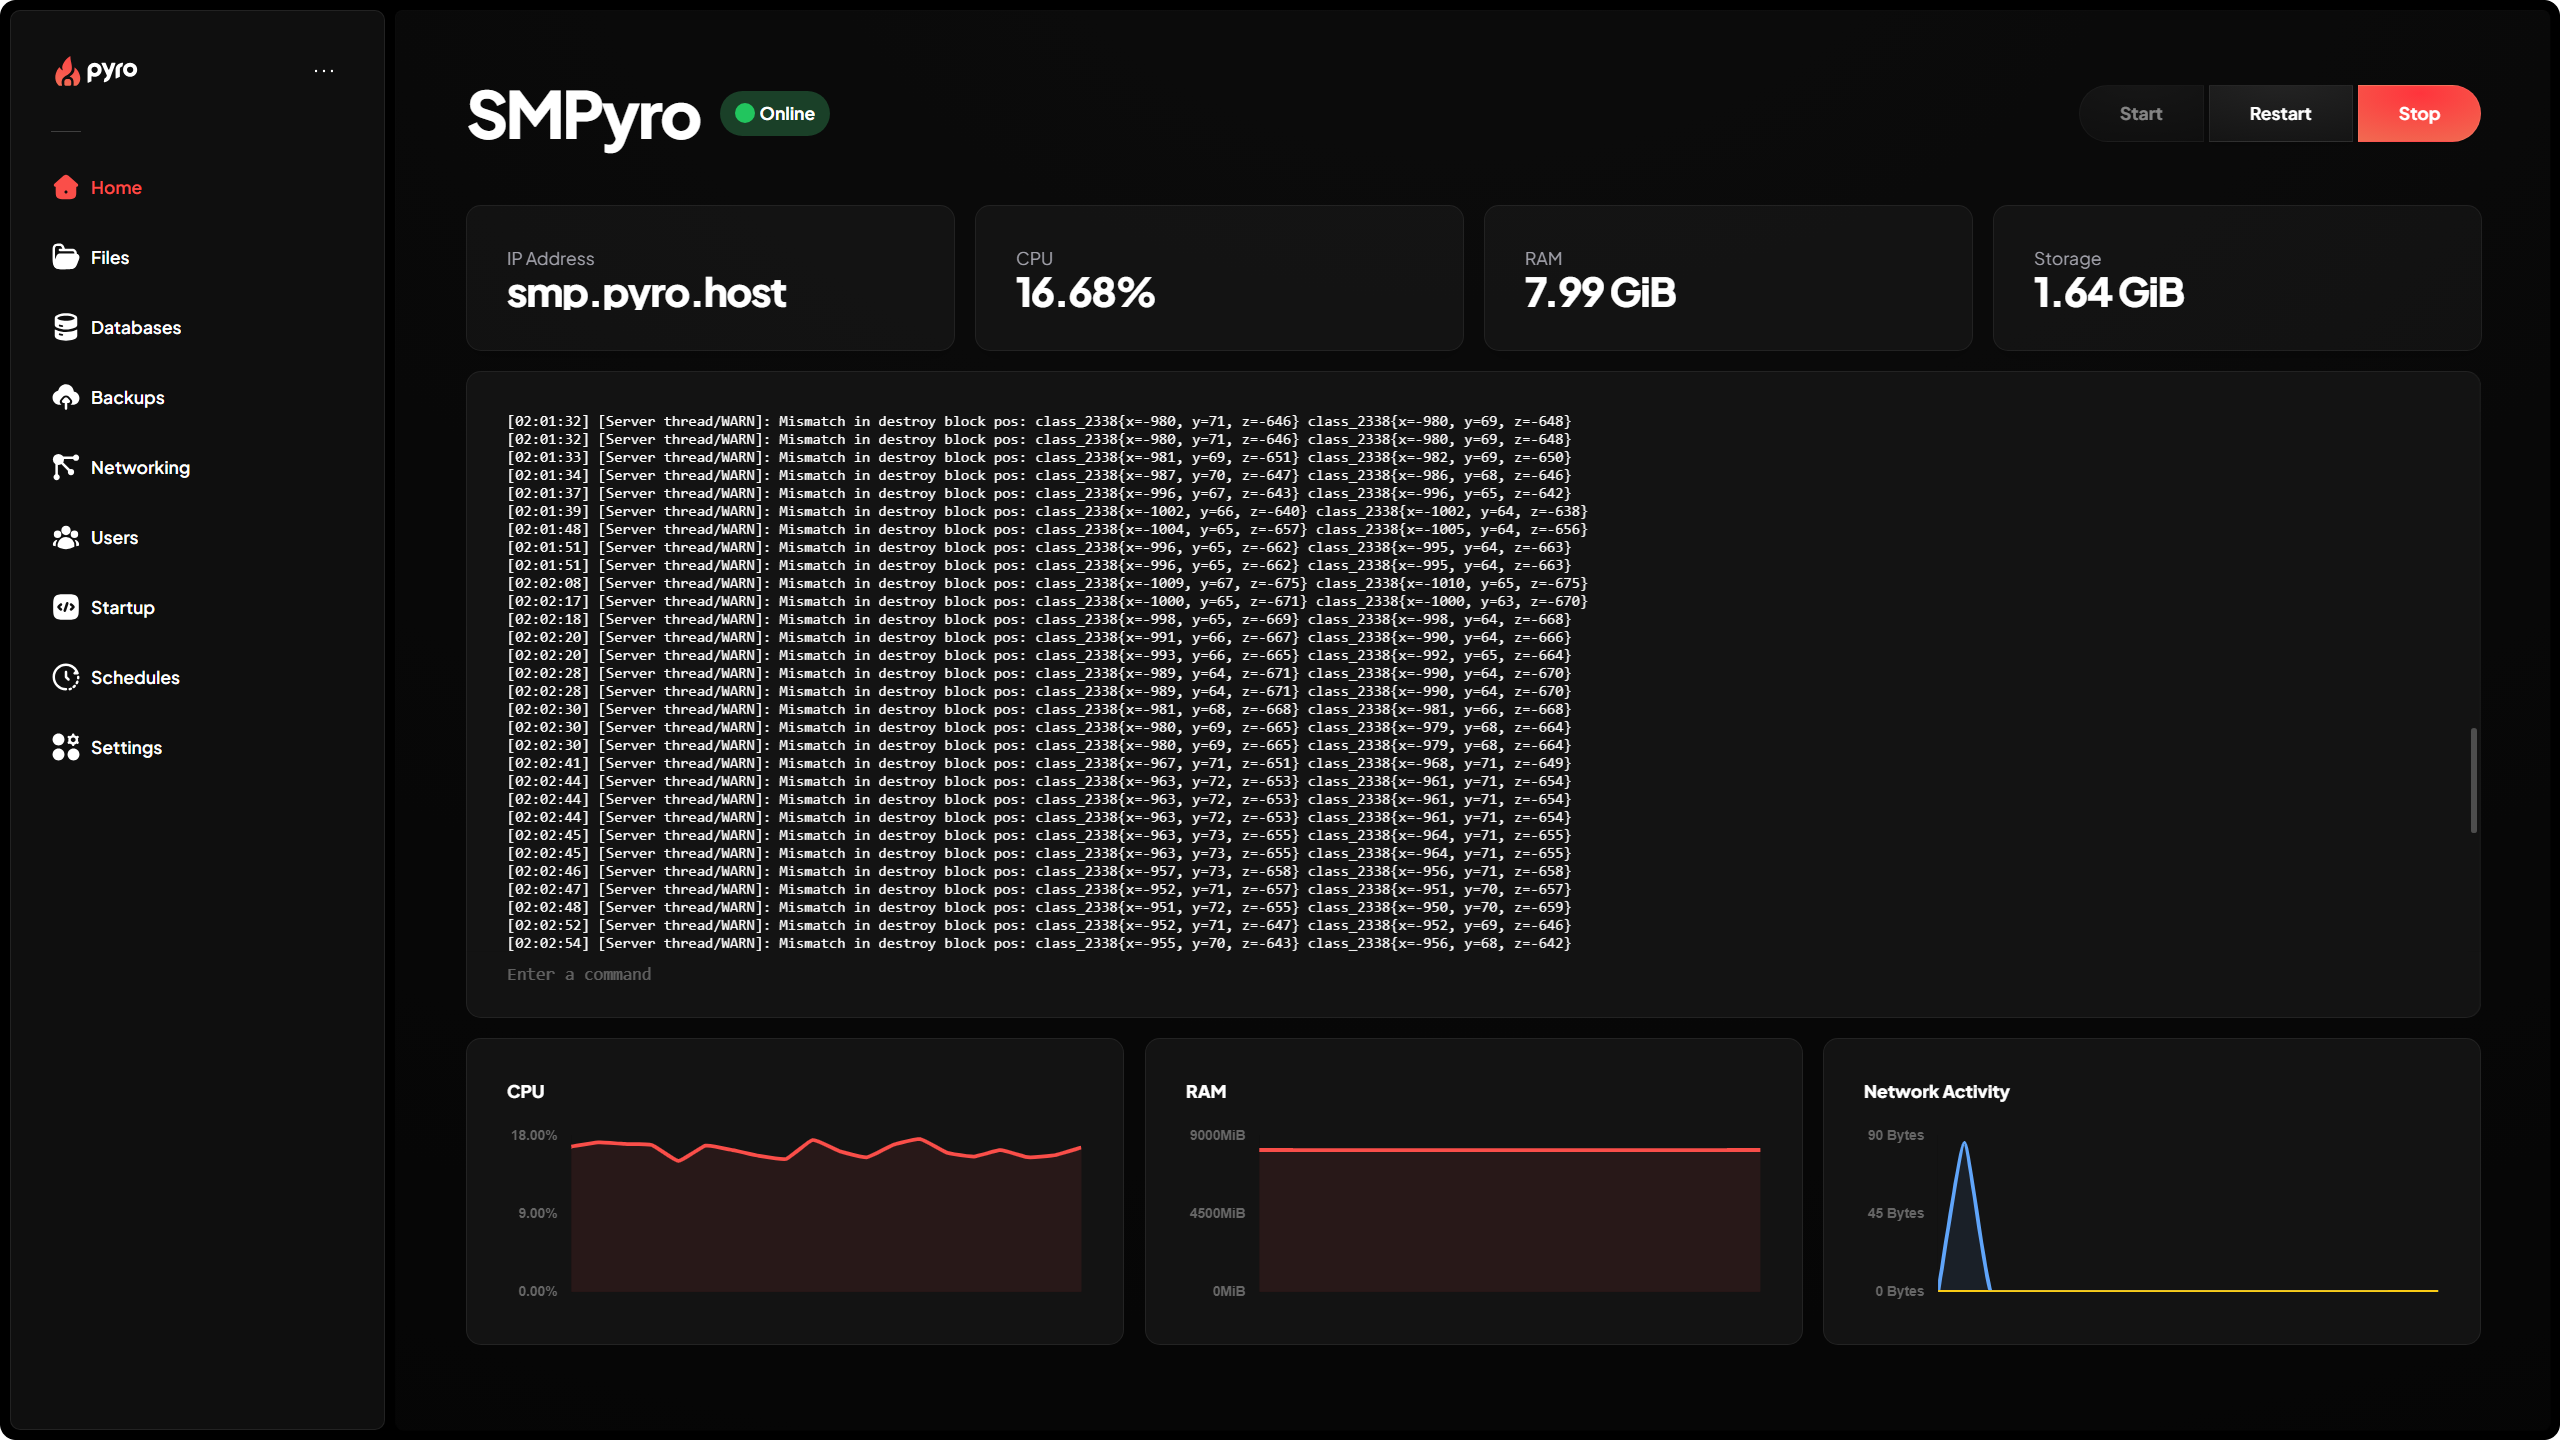 pyro
...
Home
Files
Databases
Backups
Networking
Users
Startup
Schedules
Settings
SMPyro
Online
Start
Restart
Stop
IP Address
smp.pyro.host
CPU
16.68%
RAM
7.99 GiB
Storage
1.64 GiB
[02:01:32] [Server thread/WARN]: Mismatch in destroy block pos: class_2338{x=-980, y=71, z=-646} class_2338{x=-980, y=69, z=-648}
[02:01:32] [Server thread/WARN]: Mismatch in destroy block pos: class_2338{x=-980, y=71, z=-646} class_2338{x=-980, y=69, z=-648}
[02:01:33] [Server thread/WARN]: Mismatch in destroy block pos: class_2338{x=-981, y=69, z=-651} class_2338{x=-982, y=69, z=-650}
[02:01:34] [Server thread/WARN]: Mismatch in destroy block pos: class_2338{x=-987, y=70, z=-647} class_2338{x=-986, y=68, z=-646}
[02:01:37] [Server thread/WARN]: Mismatch in destroy block pos: class_2338{x=-996, y=67, z=-643} class_2338{x=-996, y=65, z=-642}
[02:01:39] [Server thread/WARN]: Mismatch in destroy block pos: class_2338{x=-1002, y=66, z=-640} class_2338{x=-1002, y=64, z=-638}
[02:01:48] [Server thread/WARN]: Mismatch in destroy block pos: class_2338{x=-1004, y=65, z=-657} class_2338{x=-1005, y=64, z=-656}
[02:01:51] [Server thread/WARN]: Mismatch in destroy block pos: class_2338{x=-996, y=65, z=-662} class_2338{x=-995, y=64, z=-663}
[02:01:51] [Server thread/WARN]: Mismatch in destroy block pos: class_2338{x=-996, y=65, z=-662} class_2338{x=-995, y=64, z=-663}
[02:02:08] [Server thread/WARN]: Mismatch in destroy block pos: class_2338{x=-1009, y=67, z=-675} class_2338{x=-1010, y=65, z=-675}
[02:02:17] [Server thread/WARN]: Mismatch in destroy block pos: class_2338{x=-1000, y=65, z=-671} class_2338{x=-1000, y=63, z=-670}
[02:02:18] [Server thread/WARN]: Mismatch in destroy block pos: class_2338{x=-998, y=65, z=-669} class_2338{x=-998, y=64, z=-668}
[02:02:20] [Server thread/WARN]: Mismatch in destroy block pos: class_2338{x=-991, y=66, z=-667} class_2338{x=-990, y=64, z=-666}
[02:02:20] [Server thread/WARN]: Mismatch in destroy block pos: class_2338{x=-993, y=66, z=-665} class_2338{x=-992, y=65, z=-664}
[02:02:28] [Server thread/WARN]: Mismatch in destroy block pos: class_2338{x=-989, y=64, z=-671} class_2338{x=-990, y=64, z=-670}
[02:02:28] [Server thread/WARN]: Mismatch in destroy block pos: class_2338{x=-989, y=64, z=-671} class_2338{x=-990, y=64, z=-670}
[02:02:30] [Server thread/WARN]: Mismatch in destroy block pos: class_2338{x=-981, y=68, z=-668} class_2338{x=-981, y=66, z=-668}
[02:02:30] [Server thread/WARN]: Mismatch in destroy block pos: class_2338{x=-980, y=69, z=-665} class_2338{x=-979, y=68, z=-664}
[02:02:30] [Server thread/WARN]: Mismatch in destroy block pos: class_2338{x=-980, y=69, z=-665} class_2338{x=-979, y=68, z=-664}
[02:02:41] [Server thread/WARN]: Mismatch in destroy block pos: class_2338{x=-967, y=71, z=-651} class_2338{x=-968, y=71, z=-649}
[02:02:44] [Server thread/WARN]: Mismatch in destroy block pos: class_2338{x=-963, y=72, z=-653} class_2338{x=-961, y=71, z=-654}
[02:02:44] [Server thread/WARN]: Mismatch in destroy block pos: class_2338{x=-963, y=72, z=-653} class_2338{x=-961, y=71, z=-654}
[02:02:44] [Server thread/WARN]: Mismatch in destroy block pos: class_2338{x=-963, y=72, z=-653} class_2338{x=-961, y=71, z=-654}
[02:02:45] [Server thread/WARN]: Mismatch in destroy block pos: class_2338{x=-963, y=73, z=-655} class_2338{x=-964, y=71, z=-655}
[02:02:45] [Server thread/WARN]: Mismatch in destroy block pos: class_2338{x=-963, y=73, z=-655} class_2338{x=-964, y=71, z=-655}
[02:02:46] [Server thread/WARN]: Mismatch in destroy block pos: class_2338{x=-957, y=73, z=-658} class_2338{x=-956, y=71, z=-658}
[02:02:47] [Server thread/WARN]: Mismatch in destroy block pos: class_2338{x=-952, y=71, z=-657} class_2338{x=-951, y=70, z=-657}
[02:02:48] [Server thread/WARN]: Mismatch in destroy block pos: class_2338{x=-951, y=72, z=-655} class_2338{x=-950, y=70, z=-659}
[02:02:52] [Server thread/WARN]: Mismatch in destroy block pos: class_2338{x=-952, y=71, z=-647} class_2338{x=-952, y=69, z=-646}
[02:02:54] [Server thread/WARN]: Mismatch in destroy block pos: class_2338{x=-955, y=70, z=-643} class_2338{x=-956, y=68, z=-642}
Enter a command
CPU
18.00%
9.00%
0.00%
RAM
9000MiB
4500MiB
0MiB
Network Activity
90 Bytes
45 Bytes
0 Bytes